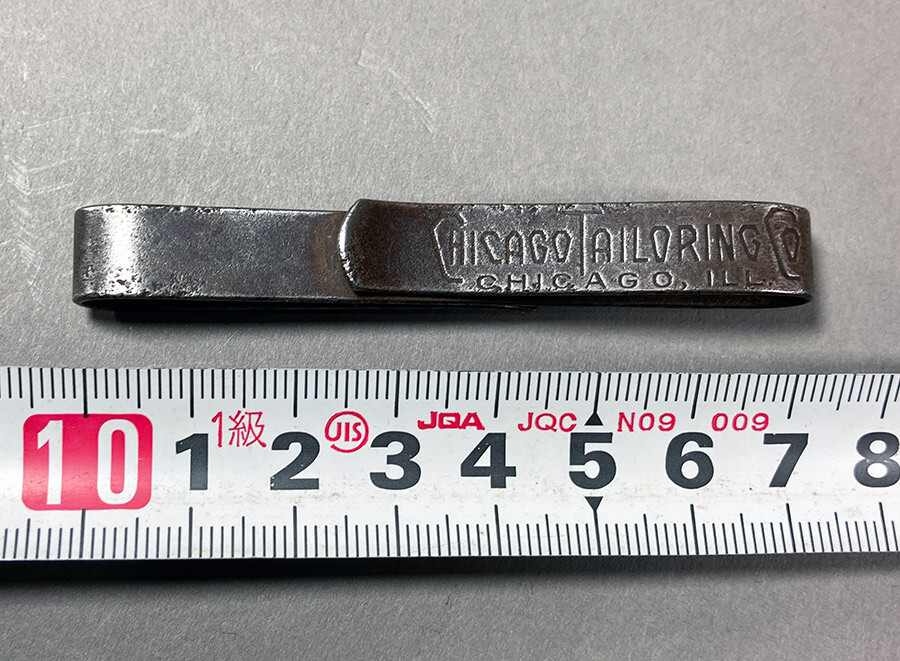 CHICAGO TAILORING CO
CHICAGO, ILL.
1級 JIS JQA JQC N09 009
10 1 2 3 4 5 6 7 8